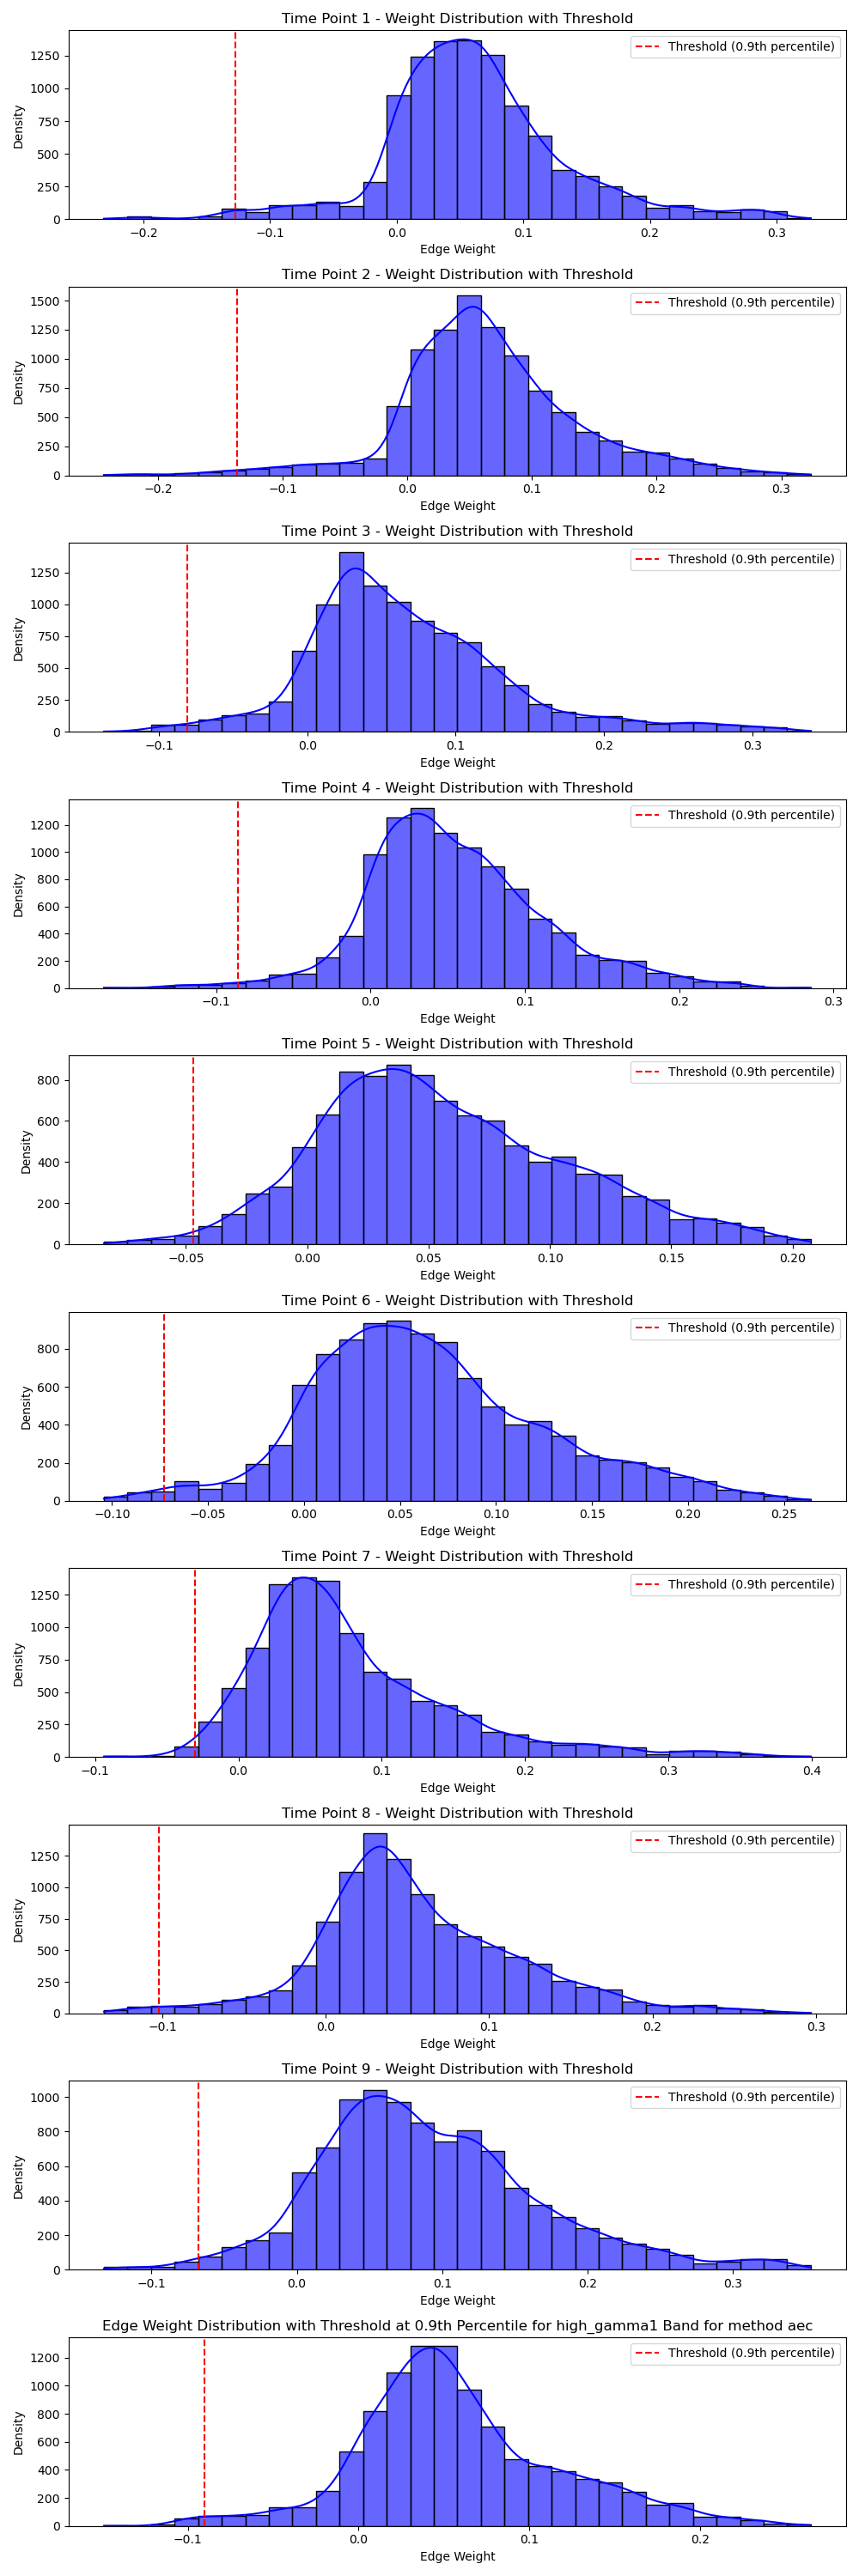 Time Point 1 - Weight Distribution with Threshold
Threshold (0.9th percentile)
Density
1250
1000
750
500
250
0
−0.2 −0.1 0.0 0.1 0.2 0.3
Edge Weight
Time Point 2 - Weight Distribution with Threshold
Threshold (0.9th percentile)
Density
1500
1250
1000
750
500
250
0
−0.2 −0.1 0.0 0.1 0.2 0.3
Edge Weight
Time Point 3 - Weight Distribution with Threshold
Threshold (0.9th percentile)
Density
1250
1000
750
500
250
0
−0.1 0.0 0.1 0.2 0.3
Edge Weight
Time Point 4 - Weight Distribution with Threshold
Threshold (0.9th percentile)
Density
1200
1000
800
600
400
200
0
−0.1 0.0 0.1 0.2 0.3
Edge Weight
Time Point 5 - Weight Distribution with Threshold
Threshold (0.9th percentile)
Density
800
600
400
200
0
−0.05 0.00 0.05 0.10 0.15 0.20
Edge Weight
Time Point 6 - Weight Distribution with Threshold
Threshold (0.9th percentile)
Density
800
600
400
200
0
−0.10 −0.05 0.00 0.05 0.10 0.15 0.20 0.25
Edge Weight
Time Point 7 - Weight Distribution with Threshold
Threshold (0.9th percentile)
Density
1250
1000
750
500
250
0
−0.1 0.0 0.1 0.2 0.3 0.4
Edge Weight
Time Point 8 - Weight Distribution with Threshold
Threshold (0.9th percentile)
Density
1250
1000
750
500
250
0
−0.1 0.0 0.1 0.2 0.3
Edge Weight
Time Point 9 - Weight Distribution with Threshold
Threshold (0.9th percentile)
Density
1000
800
600
400
200
0
−0.1 0.0 0.1 0.2 0.3
Edge Weight
Edge Weight Distribution with Threshold at 0.9th Percentile for high_gamma1 Band for method aec
Threshold (0.9th percentile)
Density
1200
1000
800
600
400
200
0
−0.1 0.0 0.1 0.2
Edge Weight